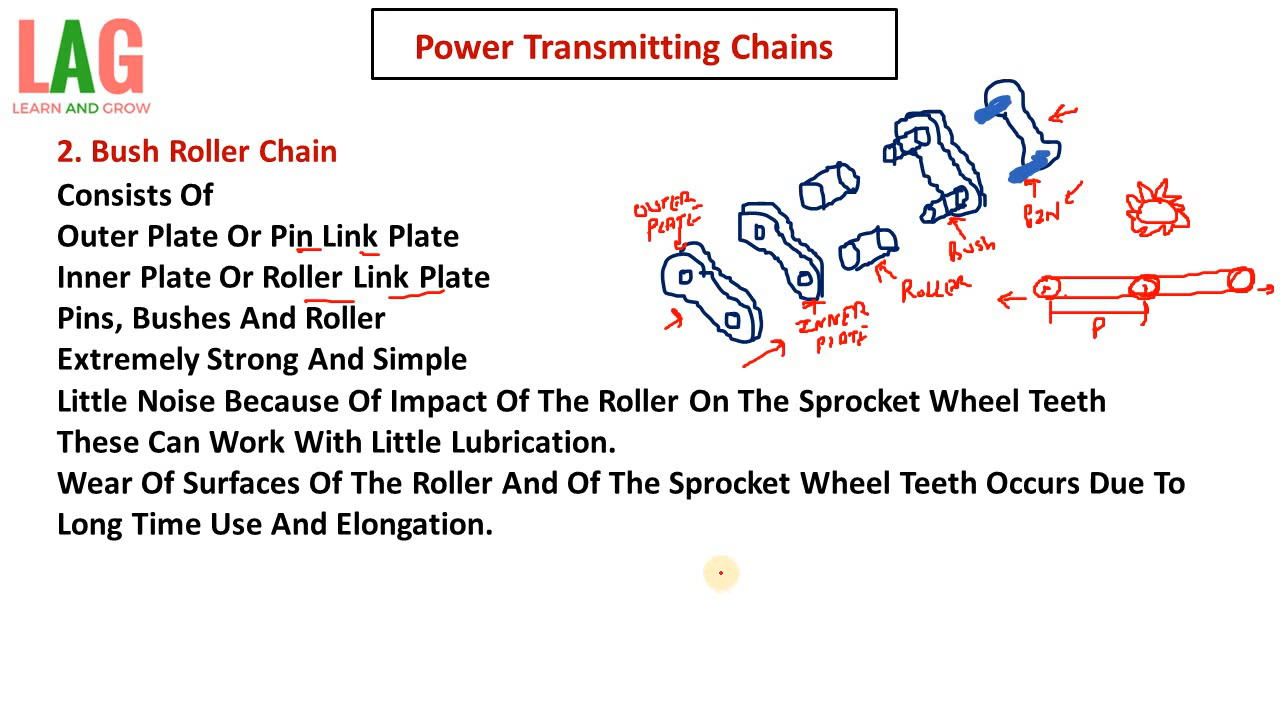 LAG
LEARN AND GROW
Power Transmitting Chains
2. Bush Roller Chain
Consists Of
Outer Plate Or Pin Link Plate
Inner Plate Or Roller Link Plate
Pins, Bushes And Roller
Extremely Strong And Simple
Little Noise Because Of Impact Of The Roller On The Sprocket Wheel Teeth
These Can Work With Little Lubrication.
Wear Of Surfaces Of The Roller And Of The Sprocket Wheel Teeth Occurs Due To
Long Time Use And Elongation.
OUTER
PLATE
INNER
PLATE
ROLLER
Bush
PIN
P